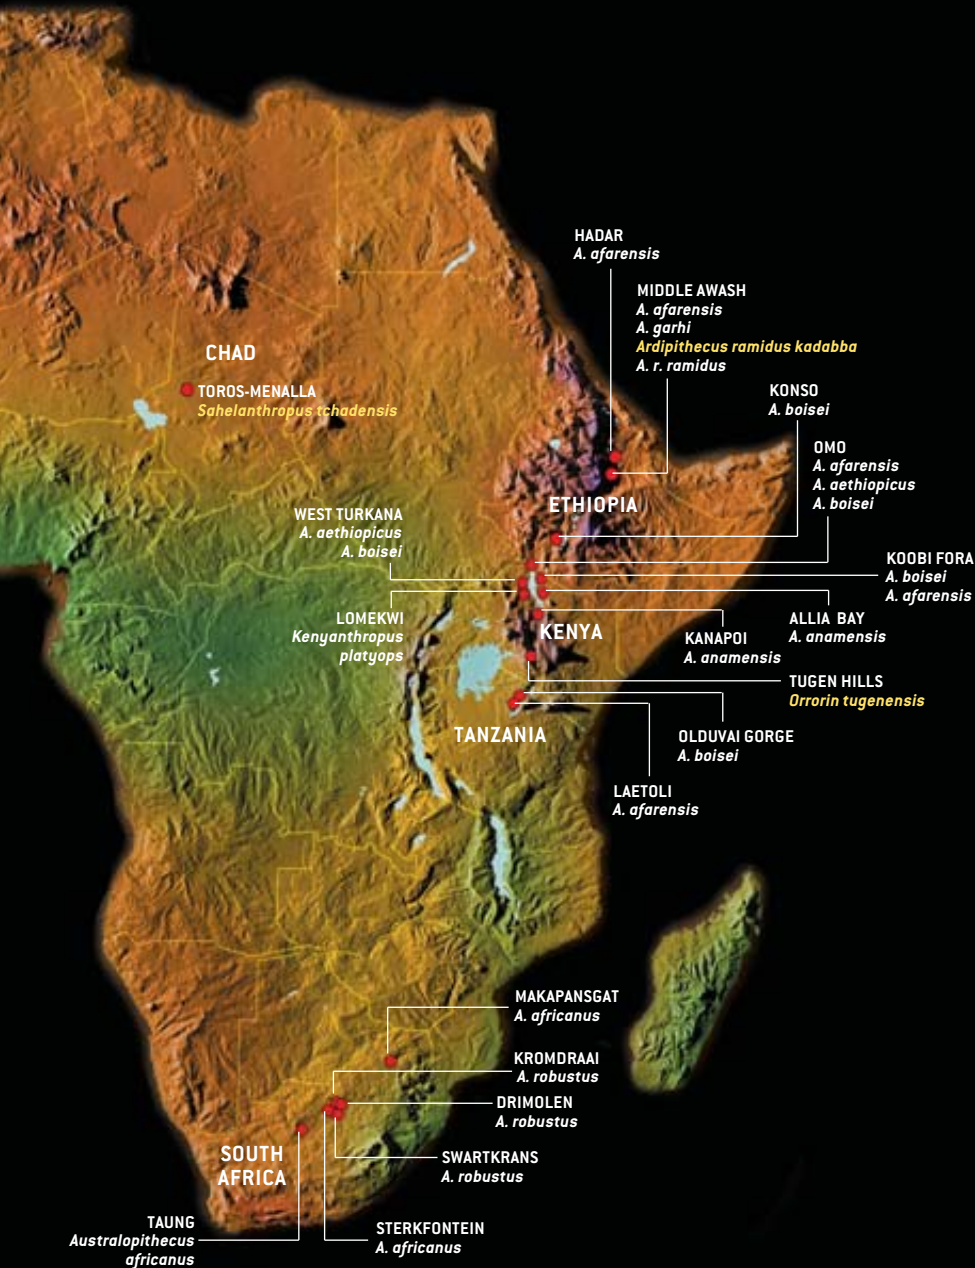 HADAR
A. afarensis
MIDDLE AWASH
A. afarensis
A. garhi
Ardipithecus ramidus kadabba
A. r. ramidus
CHAD
TOROS-MENALLA
Sahelanthropus tchadensis
KONSO
A. boisei
OMO
A. afarensis
A. aethiopicus
A. boisei
ETHIOPIA
WEST TURKANA
A. aethiopicus
A. boisei
KOOBI FORA
A. boisei
A. afarensis
LOMEKWI
Kenyanthropus
platyops
KENYA
ALLIA BAY
A. anamensis
KANAPOI
A. anamensis
TUGEN HILLS
Orrorin tugenensis
TANZANIA
OLDUVAI GORGE
A. boisei
LAETOLI
A. afarensis
MAKAPANSGAT
A. africanus
KROMDRAAI
A. robustus
DRIMOLEN
A. robustus
SOUTH
AFRICA
SWARTKRANS
A. robustus
TAUNG
Australopithecus
africanus
STERKFONTEIN
A. africanus